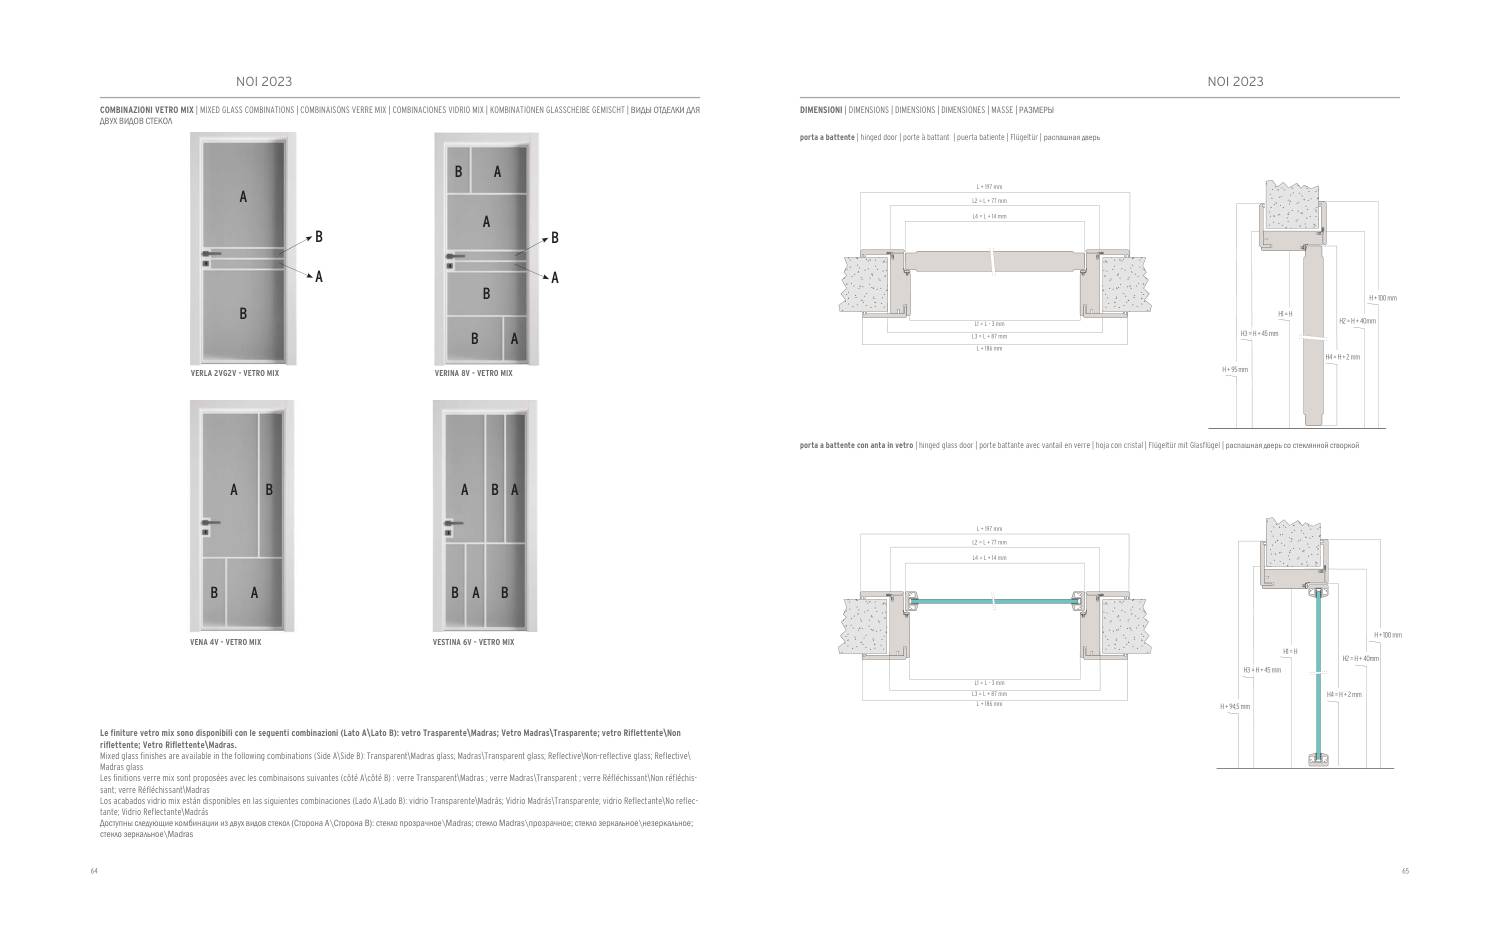 NOI 2023
COMBINAZIONI VETRO MIX | MIXED GLASS COMBINATIONS | COMBINAISONS VERRE MIX | COMBINACIONES VIDRIO MIX | KOMBINATIONEN GLASSCHEIBE GEMISCHT | ВИДЫ ОТДЕЛКИ ДЛЯ
ДВУХ ВИДОВ СТЕКОЛ
A
B
A
B
VERLA 2VG2V - VETRO MIX
B A
A
B
A
B
B A
VERINA 8V - VETRO MIX
A B
B A
VENA 4V - VETRO MIX
A B A
B A B
VESTINA 6V - VETRO MIX
Le finiture vetro mix sono disponibili con le seguenti combinazioni (Lato A\Lato B): vetro Trasparente\Madras; Vetro Madras\Trasparente; vetro Riflettente\Non
riflettente; Vetro Riflettente\Madras.
Mixed glass finishes are available in the following combinations (Side A\Side B): Transparent\Madras glass; Madras\Transparent glass; Reflective\Non-reflective glass; Reflective\
Madras glass
Les finitions verre mix sont proposées avec les combinaisons suivantes (côté A\côté B) : verre Transparent\Madras ; verre Madras\Transparent ; verre Réfléchissant\Non réfléchis-
sant; verre Réfléchissant\Madras
Los acabados vidrio mix están disponibles en las siguientes combinaciones (Lado A\Lado B): vidrio Transparente\Madrás; Vidrio Madrás\Transparente; vidrio Reflectante\No reflec-
tante; Vidrio Reflectante\Madrás
Доступны следующие комбинации из двух видов стекол (Сторона А\Сторона В): стекло прозрачное\Madras; стекло Madras\прозрачное; стекло зеркальное\незеркальное;
стекло зеркальное\Madras
64
NOI 2023
DIMENSIONI | DIMENSIONS | DIMENSIONS | DIMENSIONES | MASSE | РАЗМЕРЫ
porta a battente | hinged door | porte à battant | puerta batiente | Flügeltür | распашная дверь
L + 197 mm
L2 = L + 77 mm
L4 = L + 14 mm
L1 = L - 3 mm
L3 = L + 87 mm
L + 186 mm
H + 100 mm
H1 = H
H2 = H + 40mm
H3 = H + 45 mm
H4 = H + 2 mm
H + 95 mm
porta a battente con anta in vetro | hinged glass door | porte battante avec vantail en verre | hoja con cristal | Flügeltür mit Glasflügel | распашная дверь со стеклянной створкой
L + 197 mm
L2 = L + 77 mm
L4 = L + 14 mm
L1 = L - 3 mm
L3 = L + 87 mm
L + 186 mm
H + 100 mm
H1 = H
H2 = H + 40mm
H3 = H + 45 mm
H4 = H + 2 mm
H + 94,5 mm
65